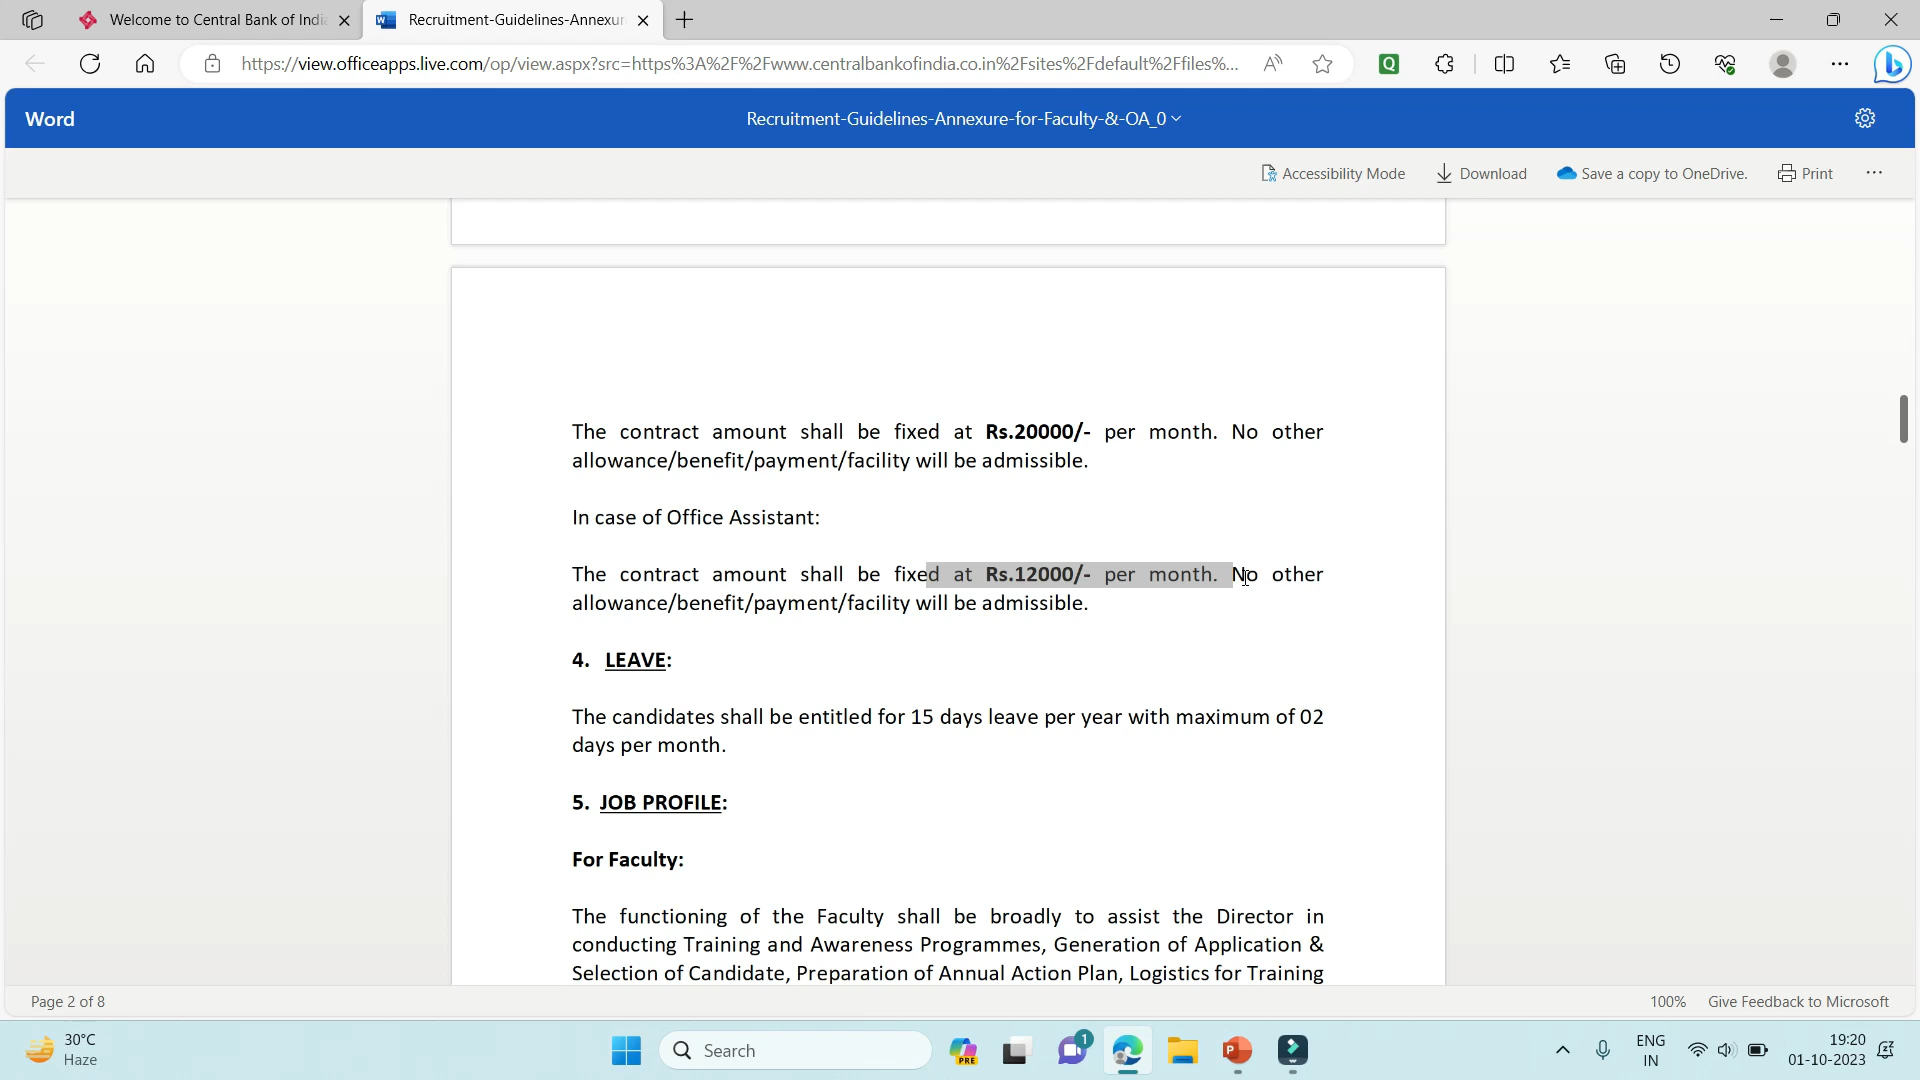 Welcome to Central Bank of Indi
Recruitment-Guidelines-Annexu
https://view.officeapps.live.com/op/view.aspx?src=https%3A%2F%2Fwww.centralbankofindia.co.in%2Fsites%2Fdefault%2Ffiles%...
Word
Recruitment-Guidelines-Annexure-for-Faculty-&-OA_0
Accessibility Mode
Download
Save a copy to OneDrive.
Print
The contract amount shall be fixed at Rs.20000/- per month. No other
allowance/benefit/payment/facility will be admissible.
In case of Office Assistant:
The contract amount shall be fixed at Rs.12000/- per month. No other
allowance/benefit/payment/facility will be admissible.
4. LEAVE:
The candidates shall be entitled for 15 days leave per year with maximum of 02
days per month.
5. JOB PROFILE:
For Faculty:
The functioning of the Faculty shall be broadly to assist the Director in
conducting Training and Awareness Programmes, Generation of Application &
Selection of Candidate, Preparation of Annual Action Plan, Logistics for Training
Page 2 of 8
100%
Give Feedback to Microsoft
30°C
Haze
Search
PRE
1
ENG
IN
19:20
01-10-2023